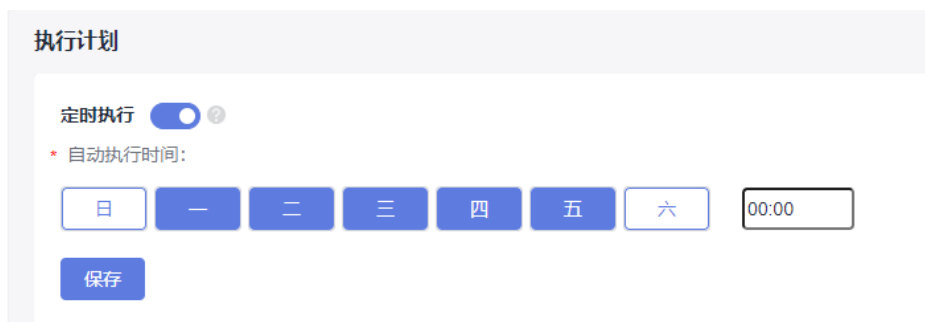 执行计划
定时执行 ?
* 自动执行时间:
日 一 二 三 四 五 六 00:00
保存